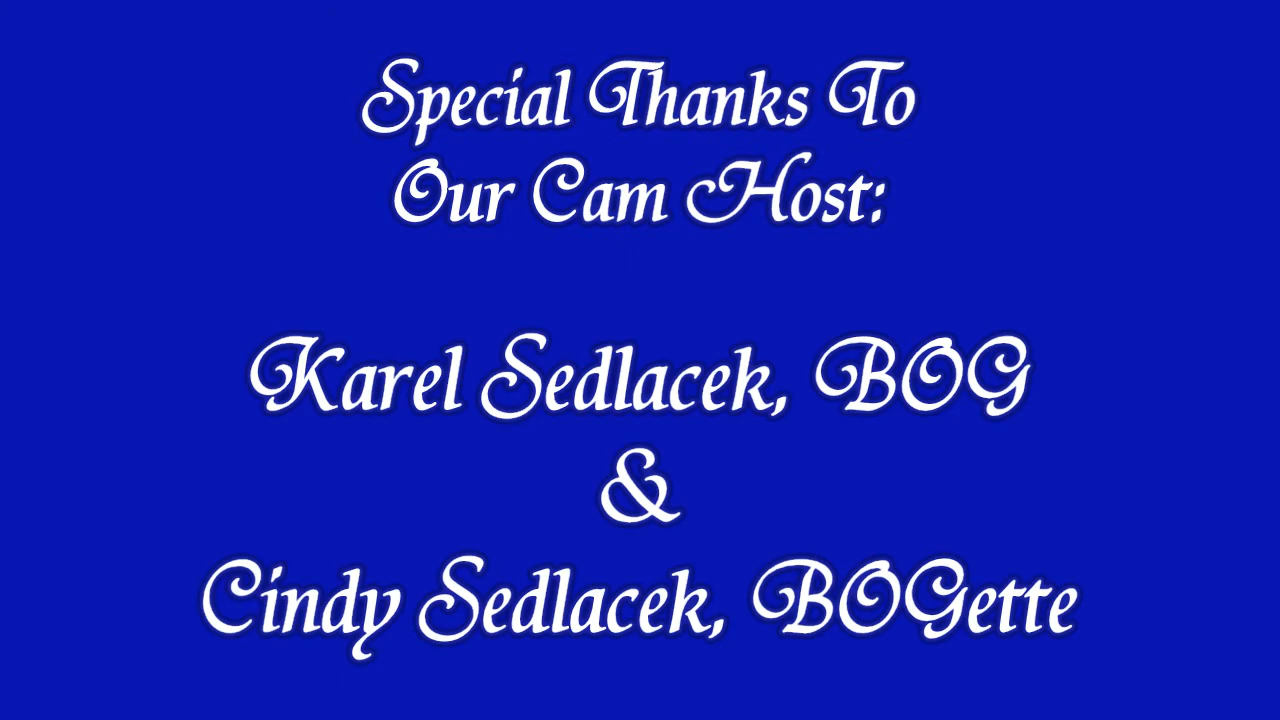 Special Thanks To
Our Cam Host:
Karel Sedlacek, BOG
&
Cindy Sedlacek, BOGette